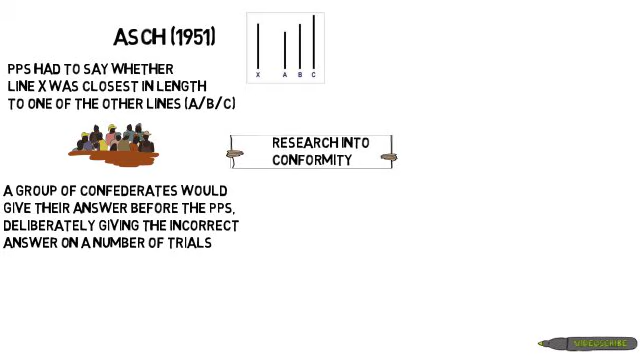 ASCH (1951)
X A B C
PPS HAD TO SAY WHETHER
LINE X WAS CLOSEST IN LENGTH
TO ONE OF THE OTHER LINES (A/B/C)
RESEARCH INTO
CONFORMITY
A GROUP OF CONFEDERATES WOULD
GIVE THEIR ANSWER BEFORE THE PPS,
DELIBERATELY GIVING THE INCORRECT
ANSWER ON A NUMBER OF TRIALS
VIDEOSCRIBE